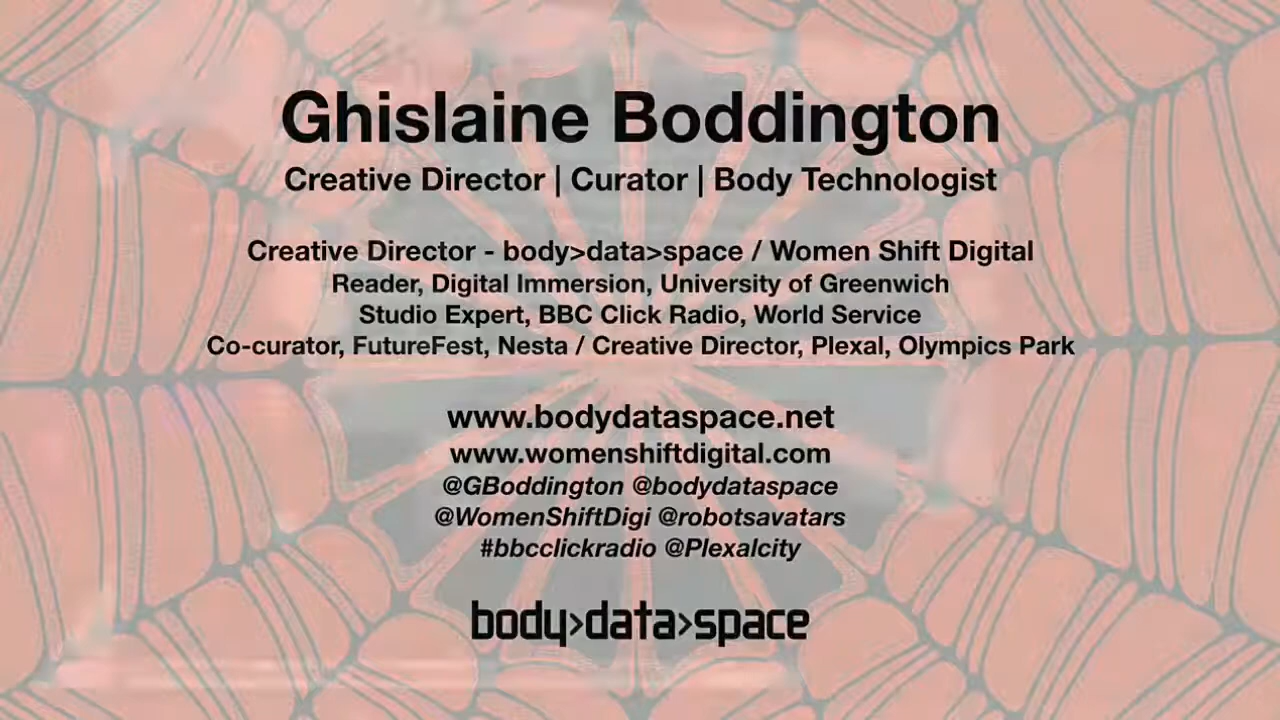 Ghislaine Boddington
Creative Director | Curator | Body Technologist
Creative Director - body>data>space / Women Shift Digital
Reader, Digital Immersion, University of Greenwich
Studio Expert, BBC Click Radio, World Service
Co-curator, FutureFest, Nesta / Creative Director, Plexal, Olympics Park
www.bodydataspace.net
www.womenshiftdigital.com
@GBoddington @bodydataspace
@WomenShiftDigi @robotsavatars
#bbcclickradio @Plexalcity
body>data>space